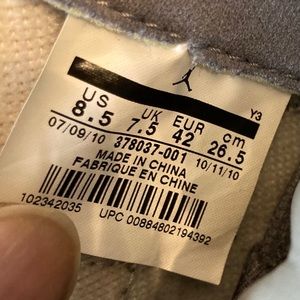 Y3
US UK EUR cm
8.5 7.5 42 26.5
07/09/10 378037-001 10/11/10
MADE IN CHINA
FABRIQUE EN CHINE
102342035
UPC 00884802194392